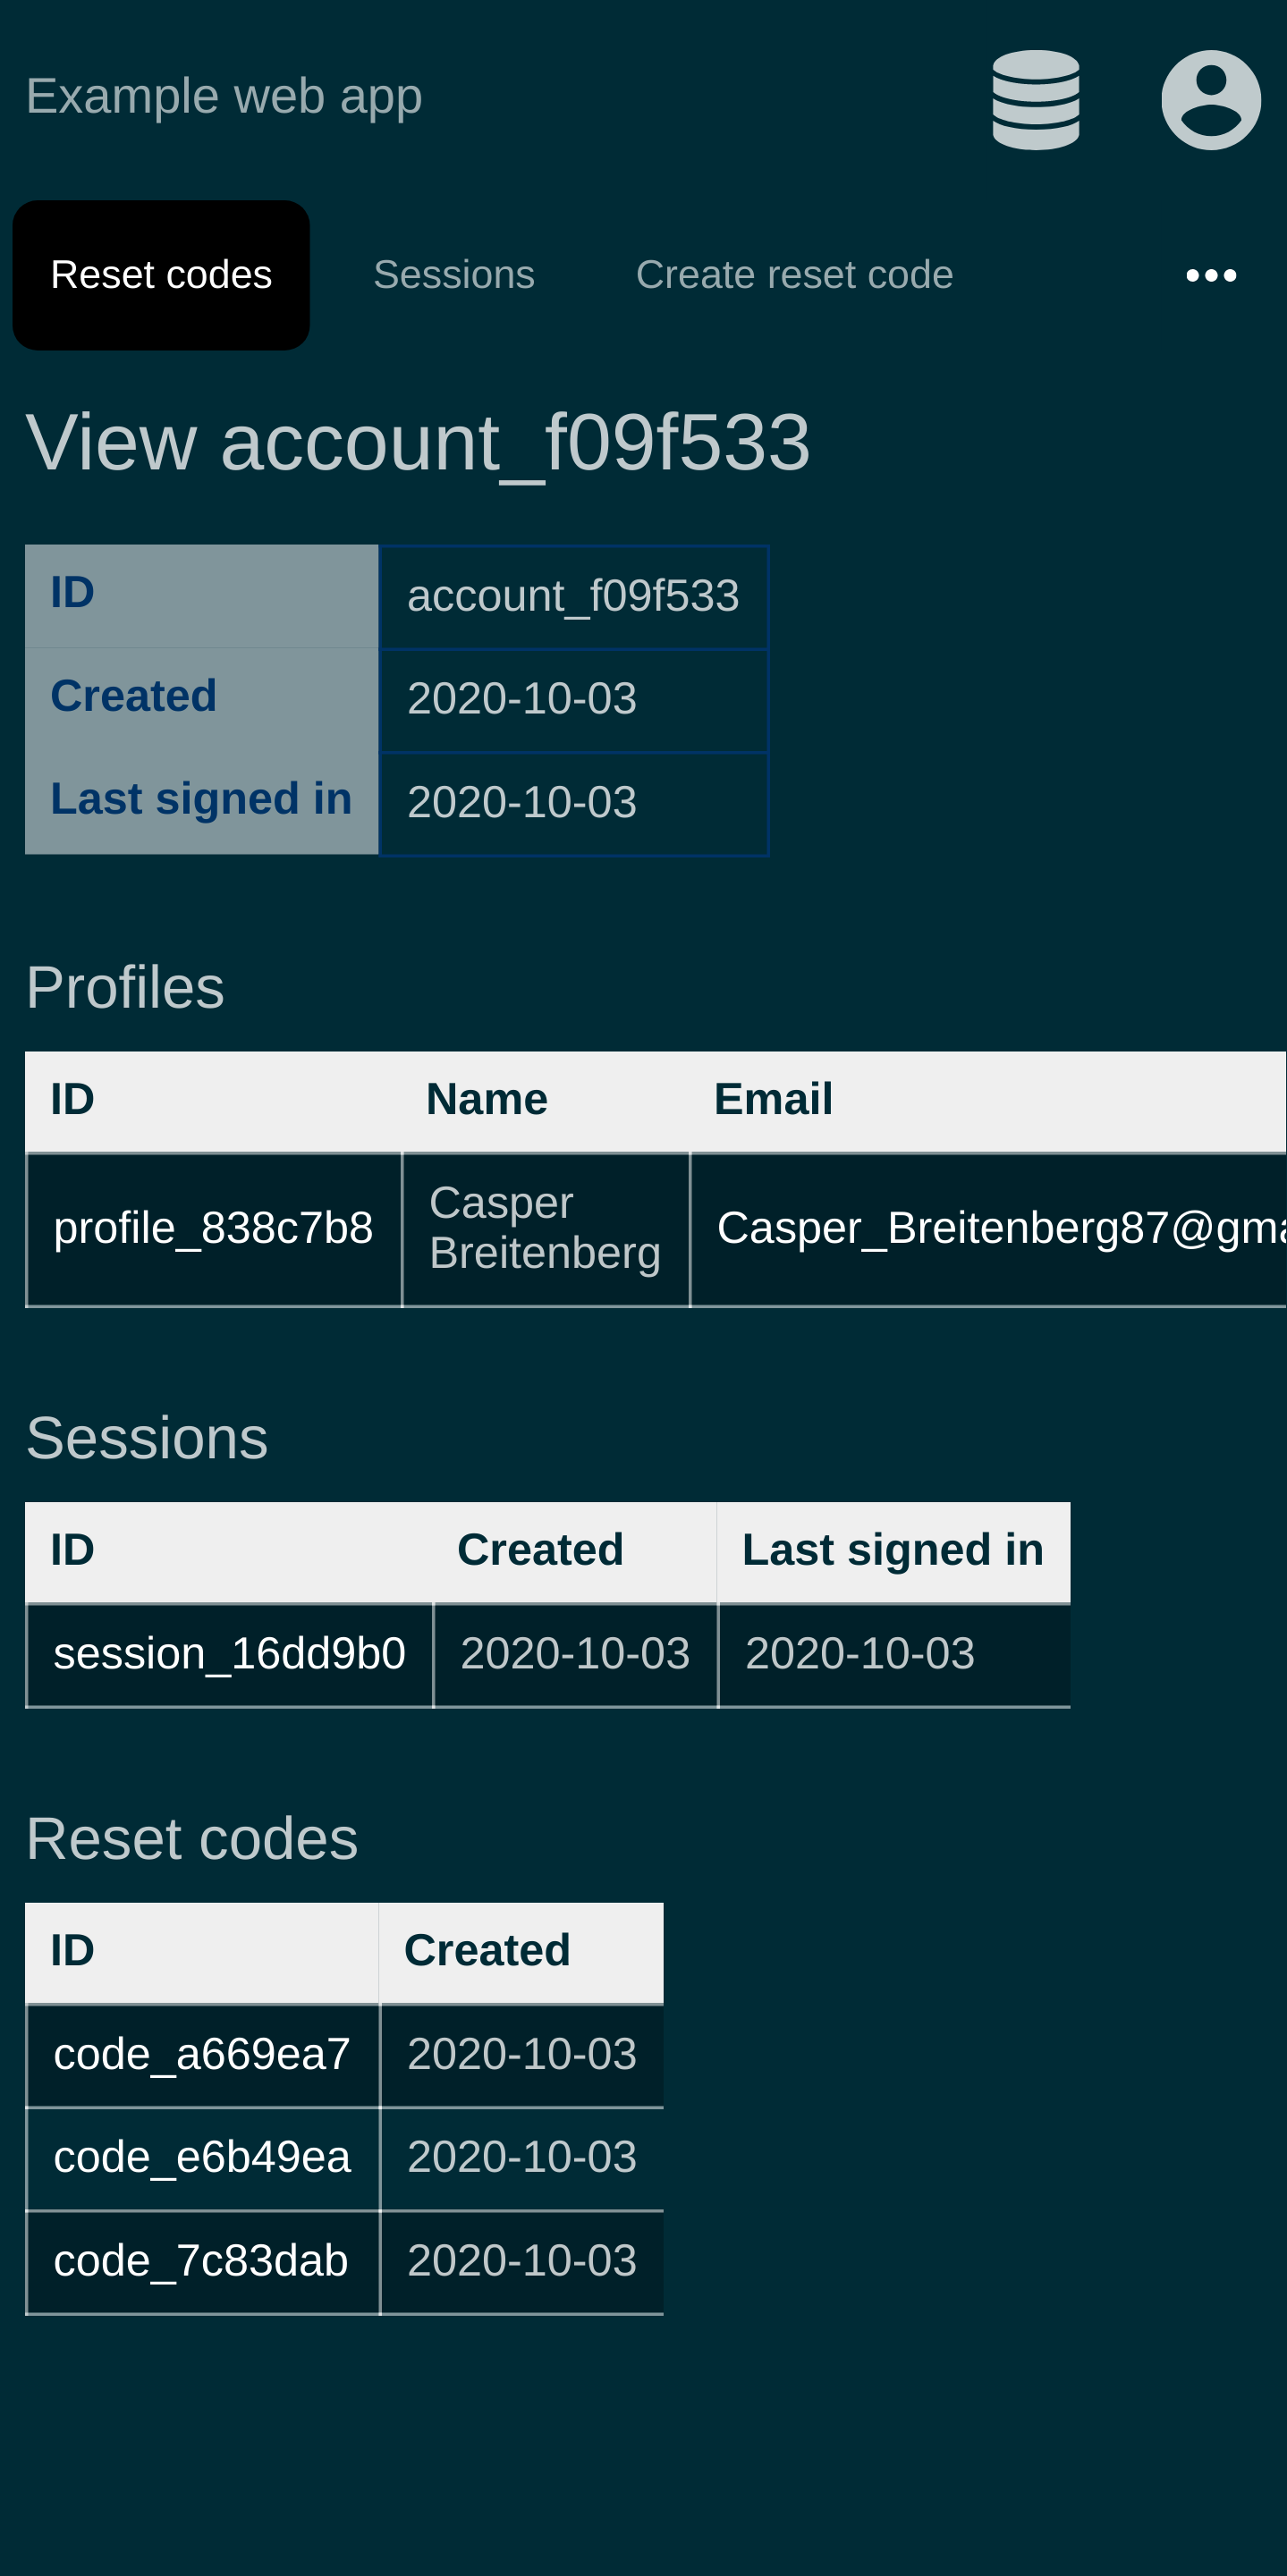 Example web app
Reset codes Sessions Create reset code
View account_f09f533
ID account_f09f533
Created 2020-10-03
Last signed in 2020-10-03
Profiles
ID Name Email
profile_838c7b8 Casper Breitenberg Casper_Breitenberg87@gma
Sessions
ID Created Last signed in
session_16dd9b0 2020-10-03 2020-10-03
Reset codes
ID Created
code_a669ea7 2020-10-03
code_e6b49ea 2020-10-03
code_7c83dab 2020-10-03